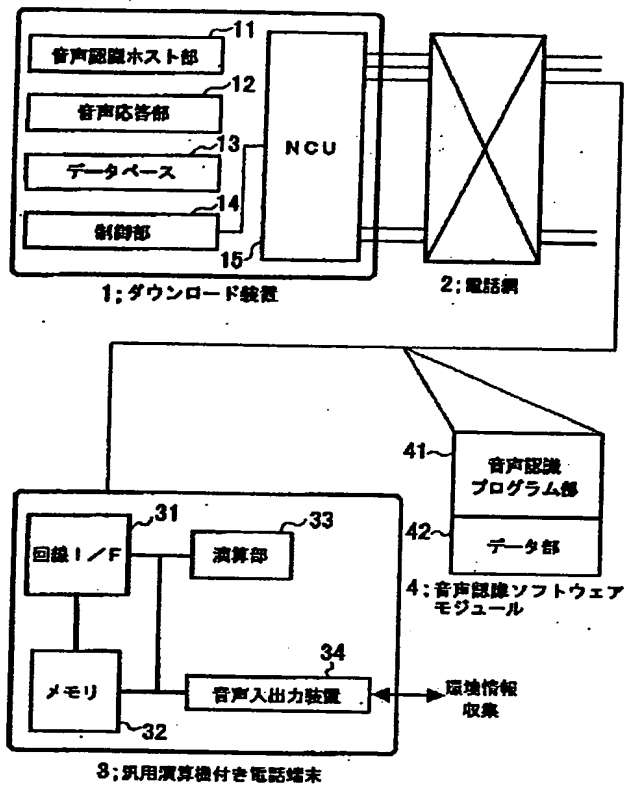 音声認識ホスト部
11
音声応答部
12
データベース
13
制御部
14
NCU
15
1;ダウンロード装置
2;電話網
41
音声認識
プログラム部
42
データ部
4;音声認識ソフトウェア
モジュール
31
回線I/F
33
演算部
メモリ
32
34
音声入出力装置
環境情報
収集
3;汎用演算機付き電話端末